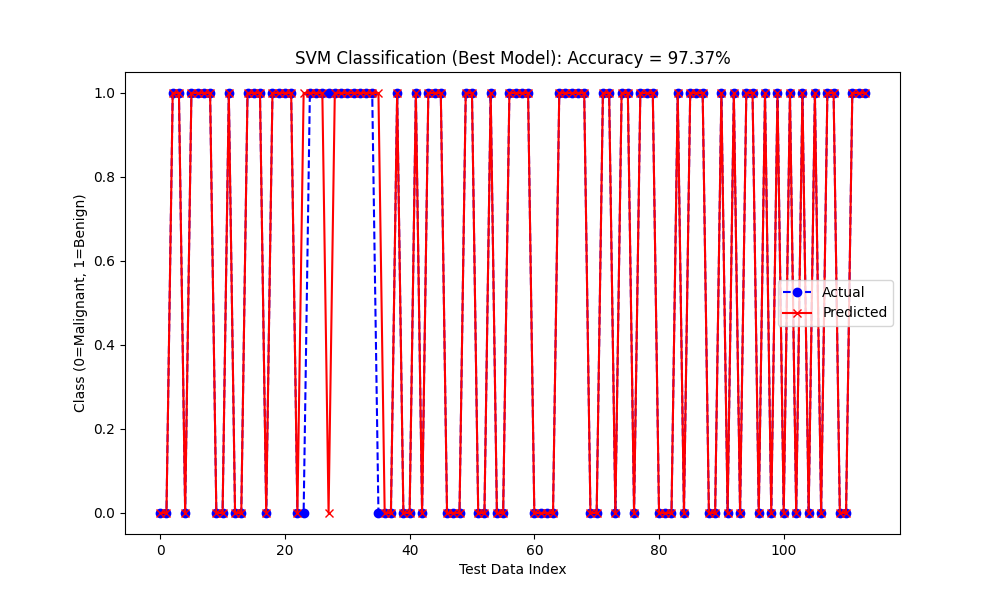 SVM Classification (Best Model): Accuracy = 97.37%
Class (0=Malignant, 1=Benign)
1.0
0.8
0.6
0.4
0.2
0.0
Actual
Predicted
0 20 40 60 80 100
Test Data Index